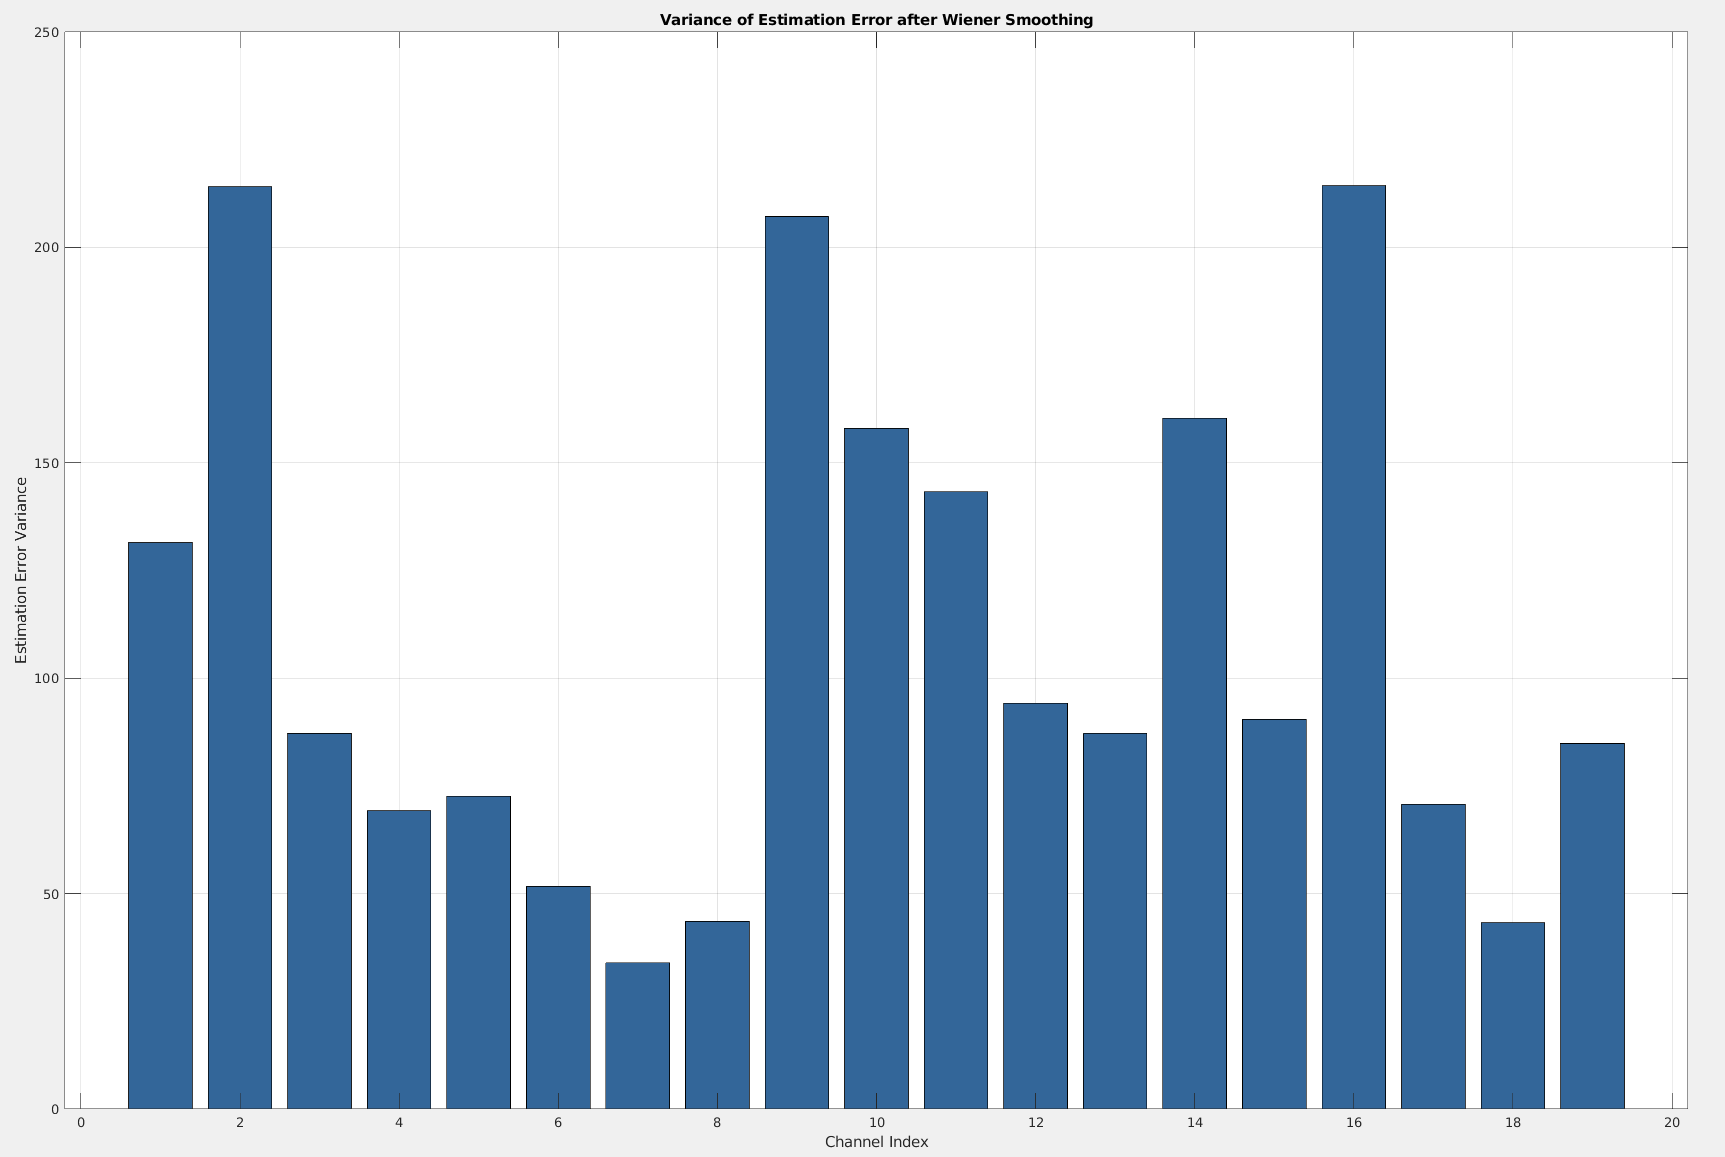 Variance of Estimation Error after Wiener Smoothing
250
200
150
100
50
0
Estimation Error Variance
0 2 4 6 8 10 12 14 16 18 20
Channel Index